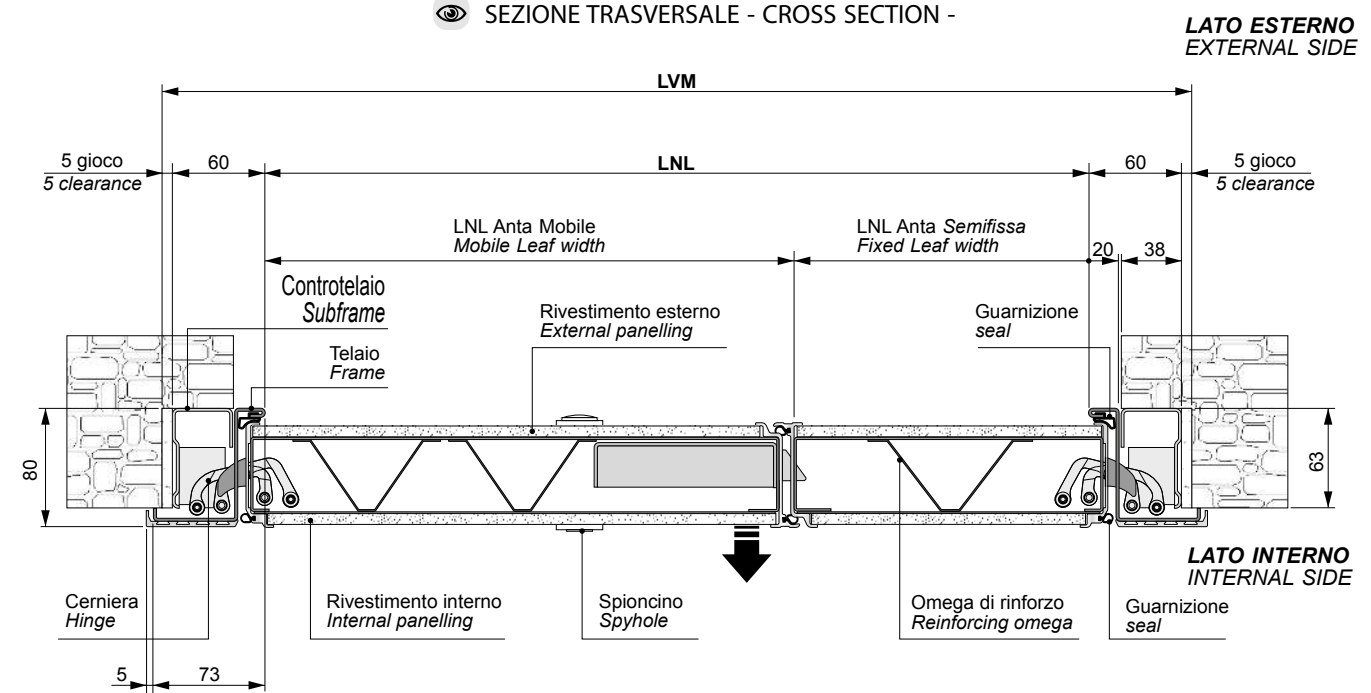 SEZIONE TRASVERSALE - CROSS SECTION -
LATO ESTERNO
EXTERNAL SIDE
LVM
5 gioco
5 clearance
60
LNL
60
5 gioco
5 clearance
LNL Anta Mobile
Mobile Leaf width
LNL Anta Semifissa
Fixed Leaf width
20
38
Controtelaio
Subframe
Rivestimento esterno
External panelling
Guarnizione
seal
Telaio
Frame
80
63
LATO INTERNO
INTERNAL SIDE
Cerniera
Hinge
Rivestimento interno
Internal panelling
Spioncino
Spyhole
Omega di rinforzo
Reinforcing omega
Guarnizione
seal
5
73